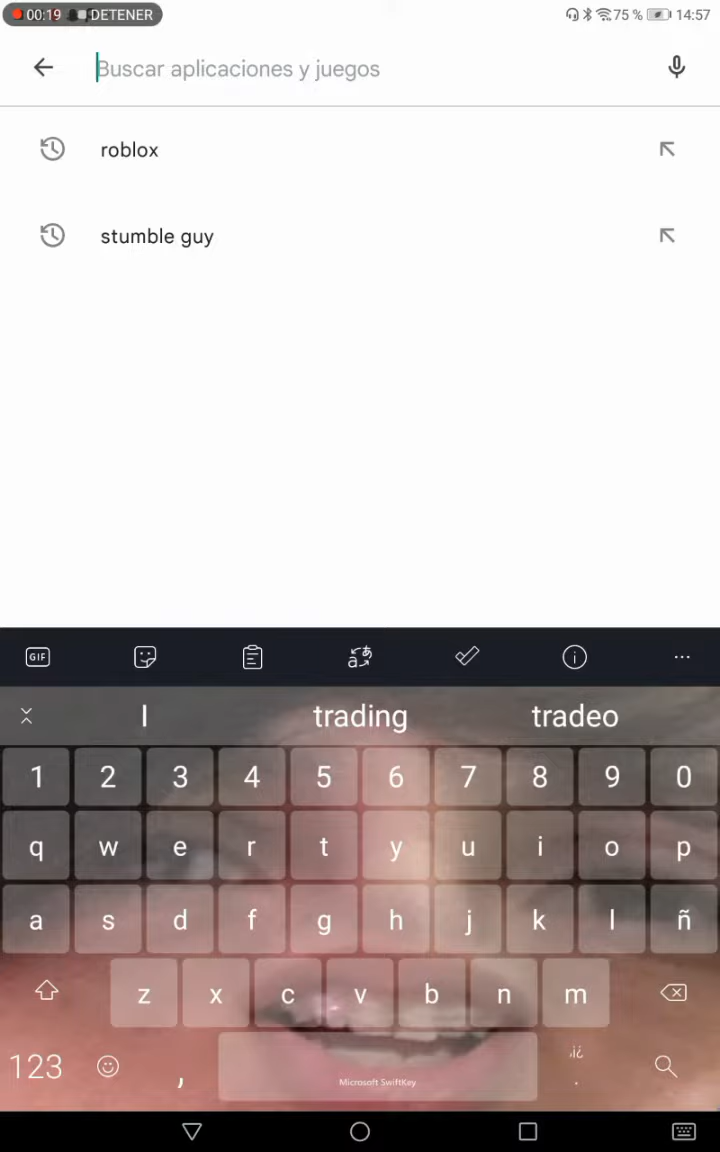 00:19 DETENER 75 % 14:57
Buscar aplicaciones y juegos
roblox
stumble guy
GIF
I trading tradeo
1 2 3 4 5 6 7 8 9 0
q w e r t y u i o p
a s d f g h j k l ñ
z x c v b n m
123 , Microsoft SwiftKey ,¡¿ .